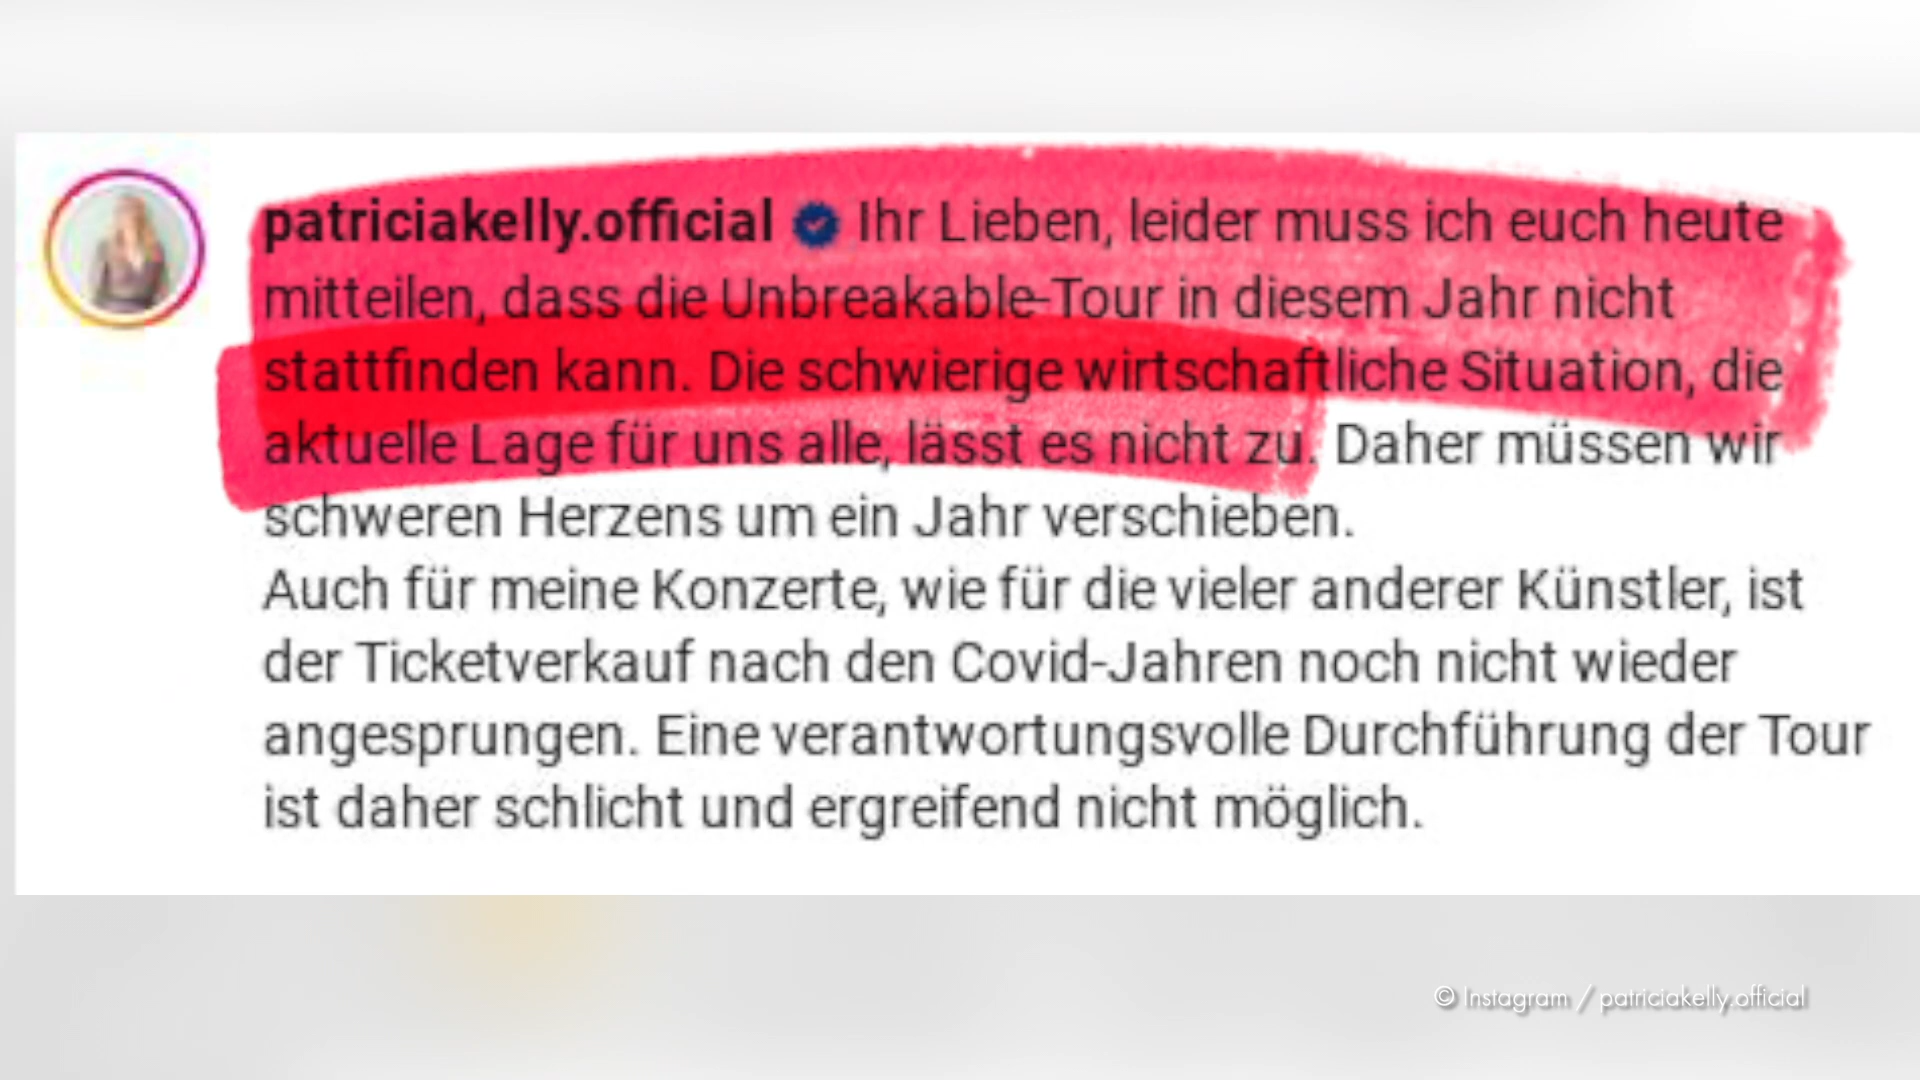 patriciakelly.official Ihr Lieben, leider muss ich euch heute
mitteilen, dass die Unbreakable-Tour in diesem Jahr nicht
stattfinden kann. Die schwierige wirtschaftliche Situation, die
aktuelle Lage für uns alle, lässt es nicht zu. Daher müssen wir
schweren Herzens um ein Jahr verschieben.
Auch für meine Konzerte, wie für die vieler anderer Künstler, ist
der Ticketverkauf nach den Covid-Jahren noch nicht wieder
angesprungen. Eine verantwortungsvolle Durchführung der Tour
ist daher schlicht und ergreifend nicht möglich.
© Instagram / patriciakelly.official